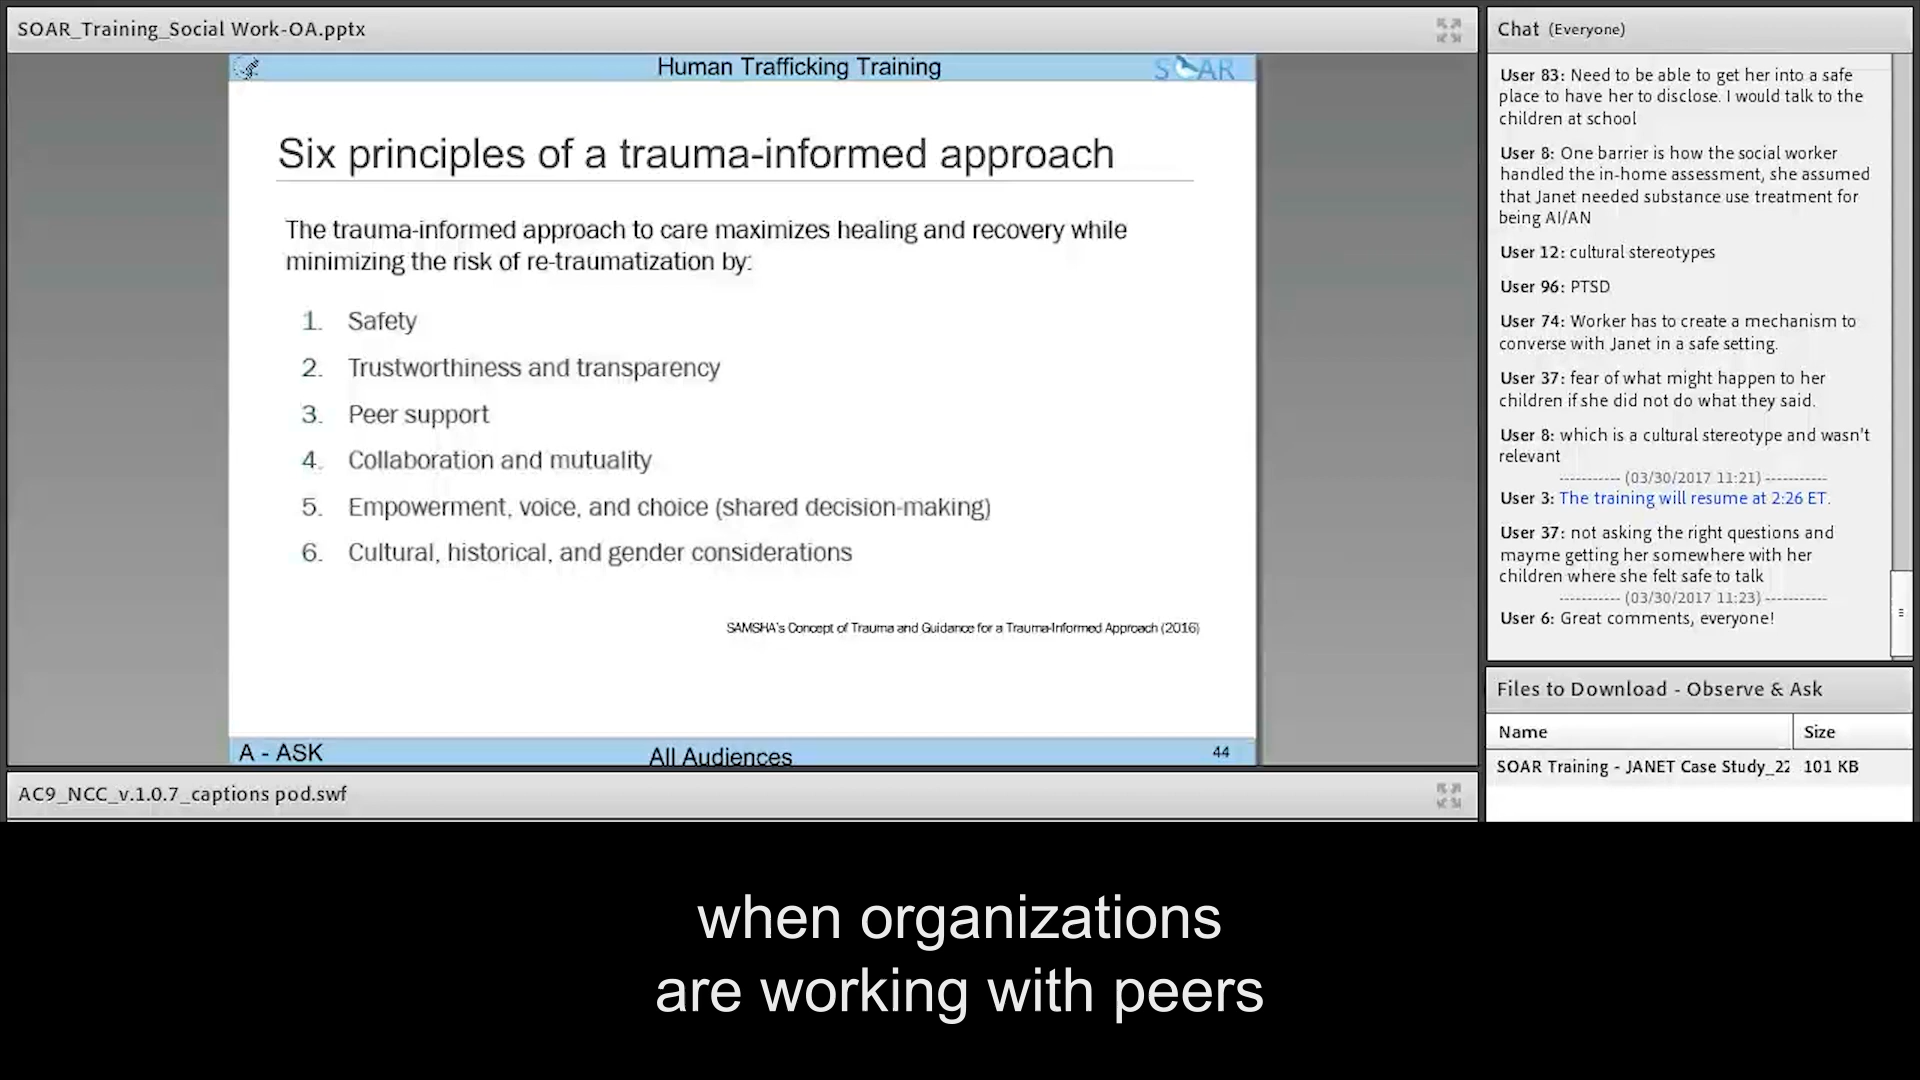 SOAR_Training_Social Work-OA.pptx
Human Trafficking Training
SOAR
Six principles of a trauma-informed approach
The trauma-informed approach to care maximizes healing and recovery while
minimizing the risk of re-traumatization by:
1. Safety
2. Trustworthiness and transparency
3. Peer support
4. Collaboration and mutuality
5. Empowerment, voice, and choice (shared decision-making)
6. Cultural, historical, and gender considerations
SAMSHA's Concept of Trauma and Guidance for a Trauma-Informed Approach (2016)
A - ASK
All Audiences
44
Chat (Everyone)
User 83: Need to be able to get her into a safe
place to have her to disclose. I would talk to the
children at school
User 8: One barrier is how the social worker
handled the in-home assessment, she assumed
that Janet needed substance use treatment for
being AI/AN
User 12: cultural stereotypes
User 96: PTSD
User 74: Worker has to create a mechanism to
converse with Janet in a safe setting.
User 37: fear of what might happen to her
children if she did not do what they said.
User 8: which is a cultural stereotype and wasn't
relevant
----------- (03/30/2017 11:21) -----------
User 3: The training will resume at 2:26 ET.
User 37: not asking the right questions and
mayme getting her somewhere with her
children where she felt safe to talk
----------- (03/30/2017 11:23) -----------
User 6: Great comments, everyone!
Files to Download - Observe & Ask
Name Size
SOAR Training - JANET Case Study_22 101 KB
AC9_NCC_v.1.0.7_captions pod.swf
when organizations
are working with peers